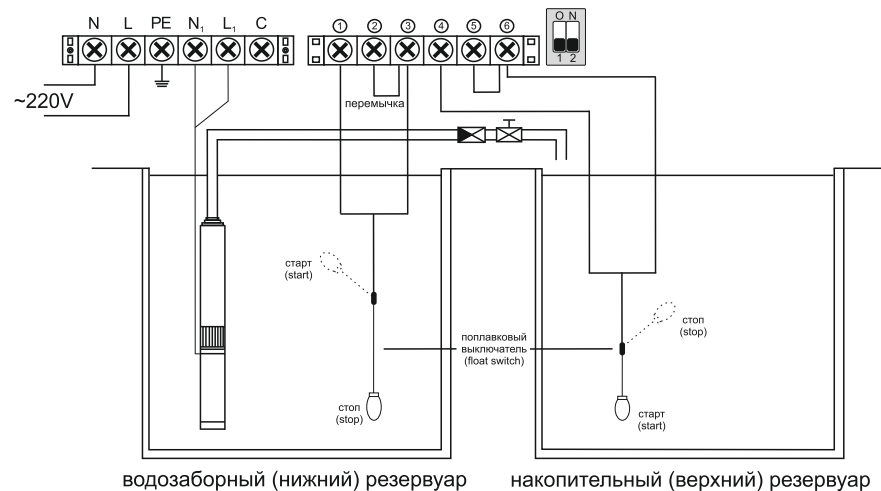 N L PE N₁ L₁ C
1 2 3 4 5 6
O N
1 2
~220V
перемычка
старт
(start)
стоп
(stop)
поплавковый
выключатель
(float switch)
стоп
(stop)
старт
(start)
водозаборный (нижний) резервуар
накопительный (верхний) резервуар